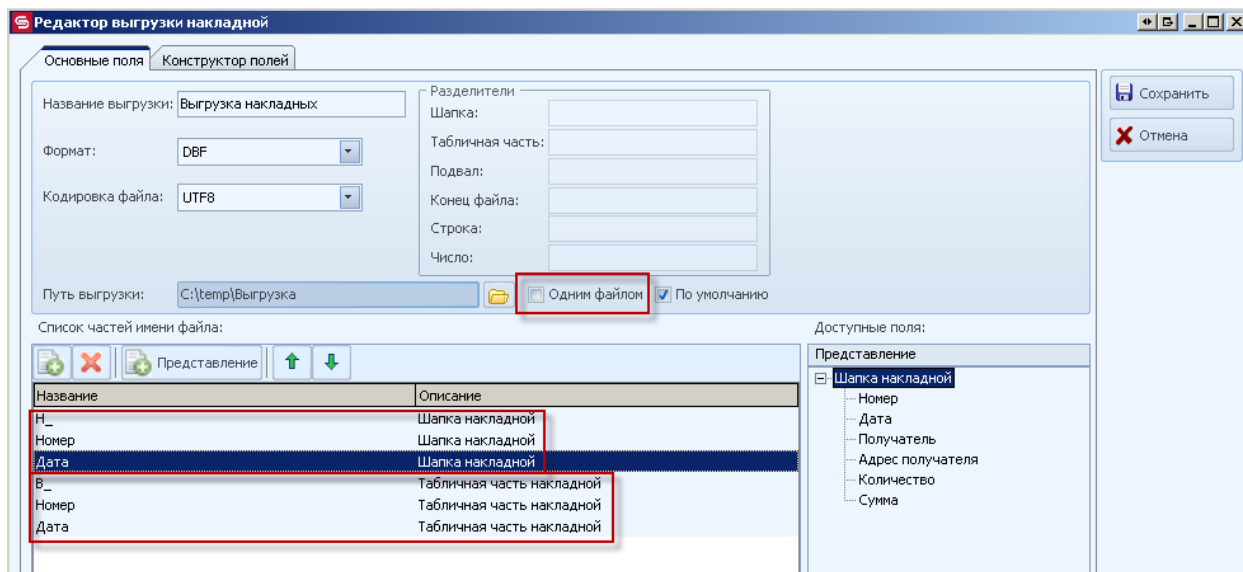 Редактор выгрузки накладной
Основные поля
Конструктор полей
Название выгрузки: Выгрузка накладных
Формат: DBF
Кодировка файла: UTF8
Разделители
Шапка:
Табличная часть:
Подвал:
Конец файла:
Строка:
Число:
Путь выгрузки: C:\temp\Выгрузка
Одним файлом
По умолчанию
Сохранить
Отмена
Список частей имени файла:
Представление
Название Описание
H_ Шапка накладной
Номер Шапка накладной
Дата Шапка накладной
B_ Табличная часть накладной
Номер Табличная часть накладной
Дата Табличная часть накладной
Доступные поля:
Представление
Шапка накладной
Номер
Дата
Получатель
Адрес получателя
Количество
Сумма